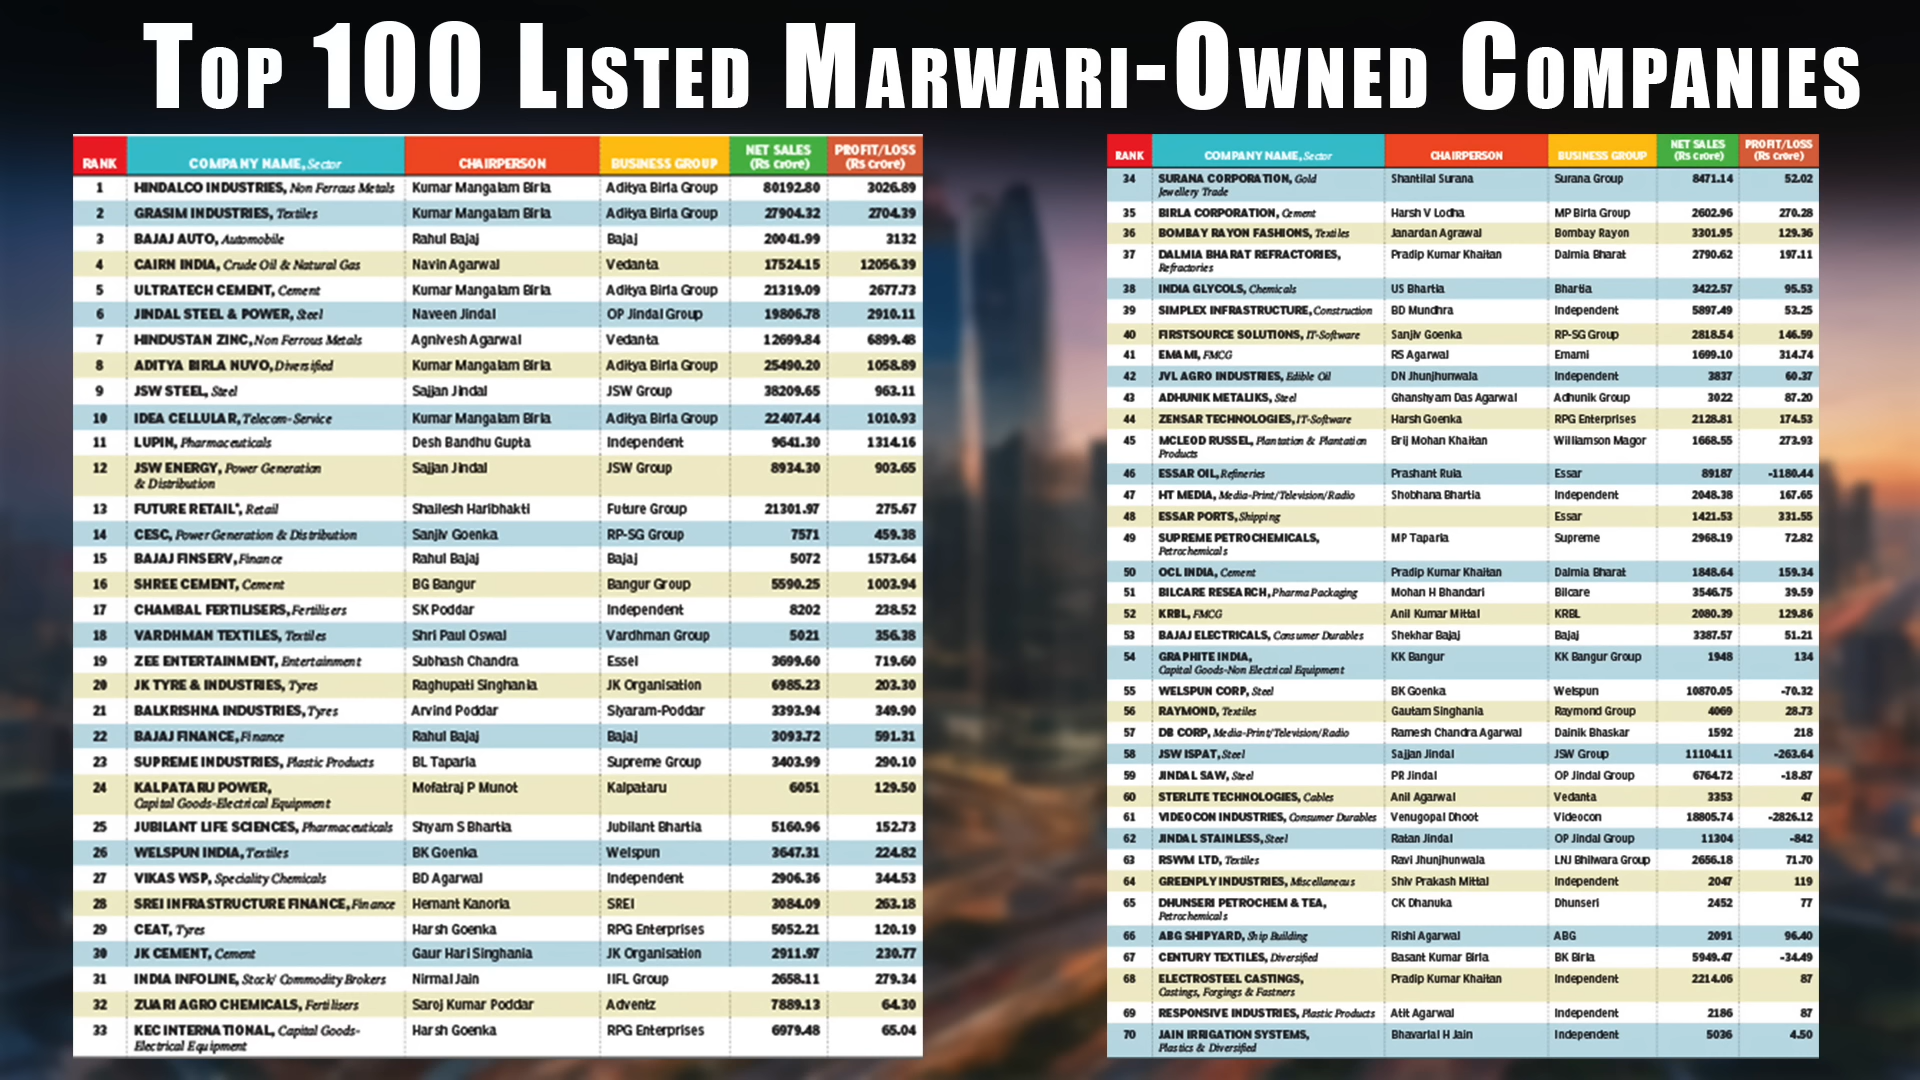 TOP 100 LISTED MARWARI-OWNED COMPANIES
RANK COMPANY NAME, Sector CHAIRPERSON BUSINESS GROUP NET SALES (Rs crore) PROFIT/LOSS (Rs crore)
1 HINDALCO INDUSTRIES, Non Ferrous Metals Kumar Mangalam Birla Aditya Birla Group 80192.80 3026.89
2 GRASIM INDUSTRIES, Textiles Kumar Mangalam Birla Aditya Birla Group 27904.32 2704.39
3 BAJAJ AUTO, Automobile Rahul Bajaj Bajaj 20041.99 3132
4 CAIRN INDIA, Crude Oil & Natural Gas Navin Agarwal Vedanta 17524.15 12056.39
5 ULTRATECH CEMENT, Cement Kumar Mangalam Birla Aditya Birla Group 21319.09 2677.73
6 JINDAL STEEL & POWER, Steel Naveen Jindal OP Jindal Group 19806.78 2910.11
7 HINDUSTAN ZINC, Non Ferrous Metals Agnivesh Agarwal Vedanta 12699.84 6899.48
8 ADITYA BIRLA NUVO, Diversified Kumar Mangalam Birla Aditya Birla Group 25490.20 1058.89
9 JSW STEEL, Steel Sajjan Jindal JSW Group 38209.65 963.11
10 IDEA CELLULAR, Telecom-Service Kumar Mangalam Birla Aditya Birla Group 22407.44 1010.93
11 LUPIN, Pharmaceuticals Desh Bandhu Gupta Independent 9641.30 1314.16
12 JSW ENERGY, Power Generation Sajjan Jindal JSW Group 8934.30 903.65
& Distribution
13 FUTURE RETAIL*, Retail Shailesh Haribhakti Future Group 21301.97 275.67
14 CESC, Power Generation & Distribution Sanjiv Goenka RP-SG Group 7571 459.38
15 BAJAJ FINSERV, Finance Rahul Bajaj Bajaj 5072 1573.64
16 SHREE CEMENT, Cement BG Bangur Bangur Group 5590.25 1003.94
17 CHAMBAL FERTILISERS, Fertilisers SK Poddar Independent 8202 238.52
18 VARDHMAN TEXTILES, Textiles Shri Paul Oswal Vardhman Group 5021 356.38
19 ZEE ENTERTAINMENT, Entertainment Subhash Chandra Essel 3699.60 719.60
20 JK TYRE & INDUSTRIES, Tyres Raghupati Singhania JK Organisation 6985.23 203.30
21 BALKRISHNA INDUSTRIES, Tyres Arvind Poddar Siyaram-Poddar 3393.94 349.90
22 BAJAJ FINANCE, Finance Rahul Bajaj Bajaj 3093.72 591.31
23 SUPREME INDUSTRIES, Plastic Products BL Taparia Supreme Group 3403.99 290.10
24 KALPATARU POWER, Mofatraj P Munot Kalpataru 6051 129.50
Capital Goods-Electrical Equipment
25 JUBILANT LIFE SCIENCES, Pharmaceuticals Shyam S Bhartia Jubilant Bhartia 5160.96 152.73
26 WELSPUN INDIA, Textiles BK Goenka Welspun 3647.31 224.82
27 VIKAS WSP, Speciality Chemicals BD Agarwal Independent 2906.36 344.53
28 SREI INFRASTRUCTURE FINANCE, Finance Hemant Kanoria SREI 3084.09 263.18
29 CEAT, Tyres Harsh Goenka RPG Enterprises 5052.21 120.19
30 JK CEMENT, Cement Gaur Hari Singhania JK Organisation 2911.97 230.77
31 INDIA INFOLINE, Stock/ Commodity Brokers Nirmal Jain IIFL Group 2658.11 279.34
32 ZUARI AGRO CHEMICALS, Fertilisers Saroj Kumar Poddar Adventz 7889.13 64.30
33 KEC INTERNATIONAL, Capital Goods- Harsh Goenka RPG Enterprises 6979.48 65.04
Electrical Equipment
RANK COMPANY NAME, Sector CHAIRPERSON BUSINESS GROUP NET SALES (Rs crore) PROFIT/LOSS (Rs crore)
34 SURANA CORPORATION, Gold Shantilal Surana Surana Group 8471.14 52.02
Jewellery Trade
35 BIRLA CORPORATION, Cement Harsh V Lodha MP Birla Group 2602.96 270.28
36 BOMBAY RAYON FASHIONS, Textiles Janardan Agrawal Bombay Rayon 3301.95 129.36
37 DALMIA BHARAT REFRACTORIES, Pradip Kumar Khaitan Dalmia Bharat 2790.62 197.11
Refractories
38 INDIA GLYCOLS, Chemicals US Bhartia Bhartia 3422.57 95.53
39 SIMPLEX INFRASTRUCTURE, Construction BD Mundhra Independent 5897.49 53.25
40 FIRSTSOURCE SOLUTIONS, IT-Software Sanjiv Goenka RP-SG Group 2818.54 146.59
41 EMAMI, FMCG RS Agarwal Emami 1699.10 314.74
42 JVL AGRO INDUSTRIES, Edible Oil DN Jhunjhunwala Independent 3837 60.37
43 ADHUNIK METALIKS, Steel Ghanshyam Das Agarwal Adhunik Group 3022 87.20
44 ZENSAR TECHNOLOGIES, IT-Software Harsh Goenka RPG Enterprises 2128.81 174.53
45 MCLEOD RUSSEL, Plantation & Plantation Brij Mohan Khaitan Williamson Magor 1668.55 273.93
Products
46 ESSAR OIL, Refineries Prashant Ruia Essar 89187 -1180.44
47 HT MEDIA, Media-Print/Television/Radio Shobhana Bhartia Independent 2048.38 167.65
48 ESSAR PORTS, Shipping Essar 1421.53 331.55
49 SUPREME PETROCHEMICALS, MP Taparia Supreme 2968.19 72.82
Petrochemicals
50 OCL INDIA, Cement Pradip Kumar Khaitan Dalmia Bharat 1848.64 159.34
51 BILCARE RESEARCH, Pharma Packaging Mohan H Bhandari Bilcare 3546.75 39.59
52 KRBL, FMCG Anil Kumar Mittal KRBL 2080.39 129.86
53 BAJAJ ELECTRICALS, Consumer Durables Shekhar Bajaj Bajaj 3387.57 51.21
54 GRAPHITE INDIA, KK Bangur KK Bangur Group 1948 134
Capital Goods-Non Electrical Equipment
55 WELSPUN CORP, Steel BK Goenka Welspun 10870.05 -70.32
56 RAYMOND, Textiles Gautam Singhania Raymond Group 4069 28.73
57 DB CORP, Media-Print/Television/Radio Ramesh Chandra Agarwal Dainik Bhaskar 1592 218
58 JSW ISPAT, Steel Sajjan Jindal JSW Group 11104.11 -263.64
59 JINDAL SAW, Steel PR Jindal OP Jindal Group 6764.72 -18.87
60 STERLITE TECHNOLOGIES, Cables Anil Agarwal Vedanta 3353 47
61 VIDEOCON INDUSTRIES, Consumer Durables Venugopal Dhoot Videocon 18805.74 -2826.12
62 JINDAL STAINLESS, Steel Ratan Jindal OP Jindal Group 11304 -842
63 RSWM LTD, Textiles Ravi Jhunjhunwala LNJ Bhilwara Group 2656.18 71.70
64 GREENPLY INDUSTRIES, Miscellaneous Shiv Prakash Mittal Independent 2047 119
65 DHUNSERI PETROCHEM & TEA, CK Dhanuka Dhunseri 2452 77
Petrochemicals
66 ABG SHIPYARD, Ship Building Rishi Agarwal ABG 2091 96.40
67 CENTURY TEXTILES, Diversified Basant Kumar Birla BK Birla 5949.47 -34.49
68 ELECTROSTEEL CASTINGS, Pradip Kumar Khaitan Independent 2214.06 87
Castings, Forgings & Fastners
69 RESPONSIVE INDUSTRIES, Plastic Products Atit Agarwal Independent 2186 87
70 JAIN IRRIGATION SYSTEMS, Bhavarlal H Jain Independent 5036 4.50
Plastics & Diversified